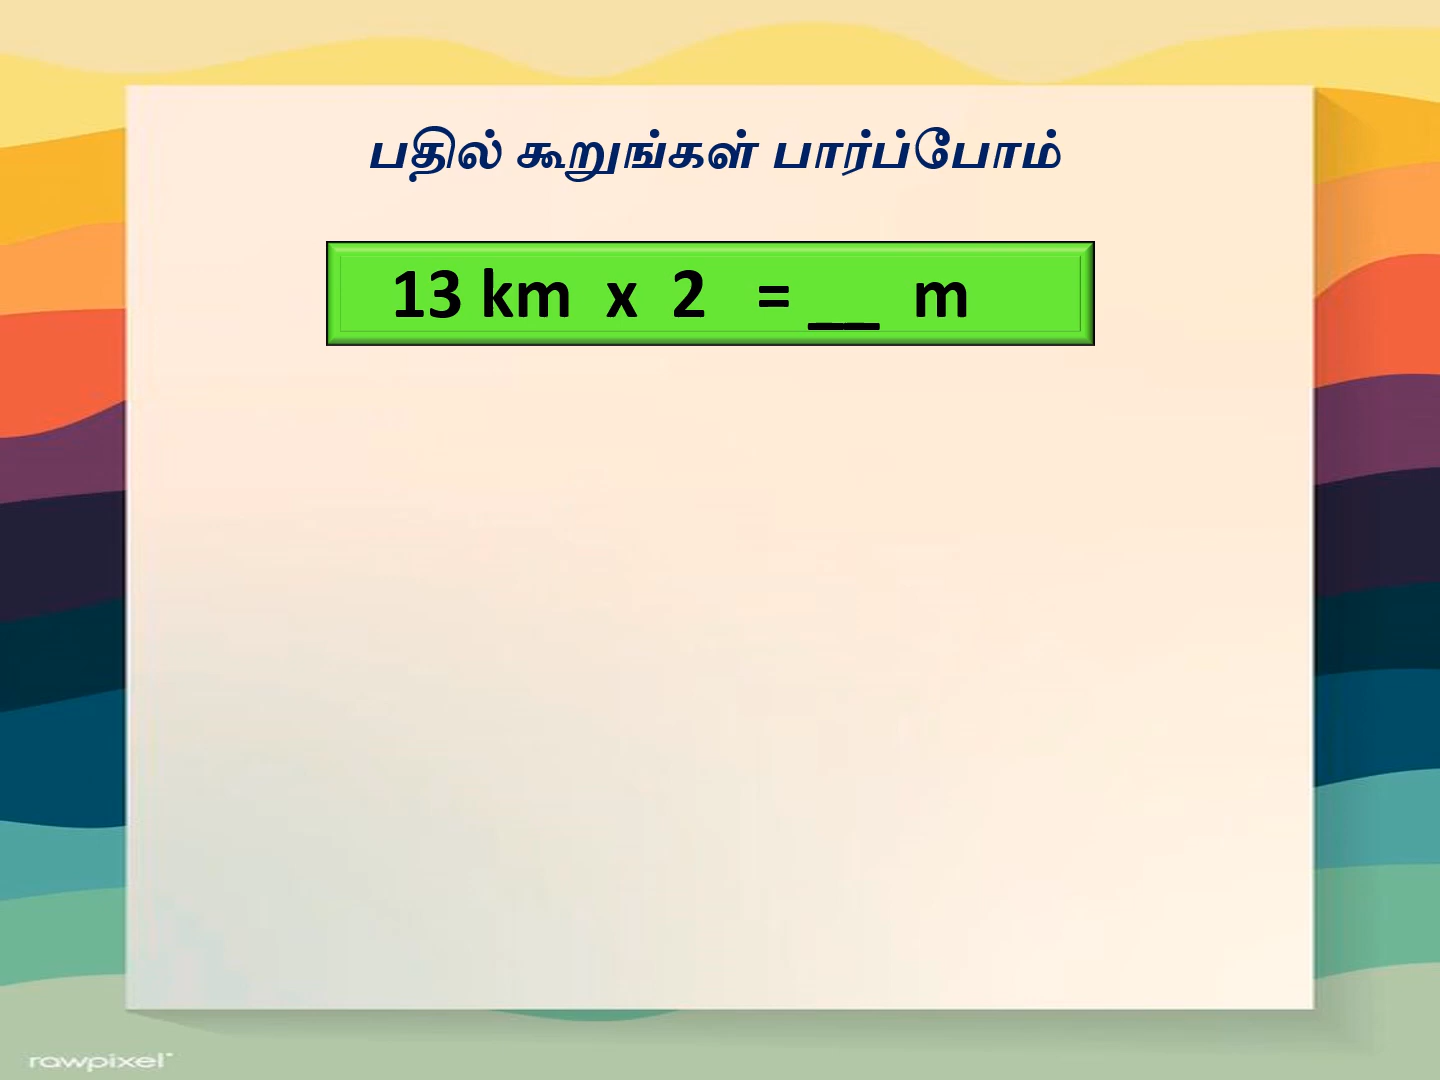 பதில் கூறுங்கள் பார்ப்போம்
13 km x 2 = __ m
rawpixel